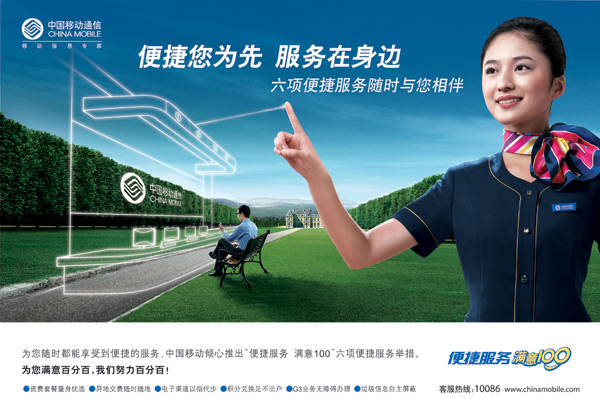 中国移动通信
CHINA MOBILE
移动信息专家
便捷您为先 服务在身边
六项便捷服务随时与您相伴
中国移动通信
CHINA MOBILE
为您随时都能享受到便捷的服务,中国移动倾心推出“便捷服务 满意100”六项便捷服务举措。
为您满意百分百,我们努力百分百!
便捷服务 满意100
●资费套餐量身优选 ●异地交费随时随地 ●电子渠道以指代步 ●积分兑换足不出户 ●G3业务无障碍办理 ●垃圾信息自主屏蔽
客服热线:10086 www.chinamobile.com